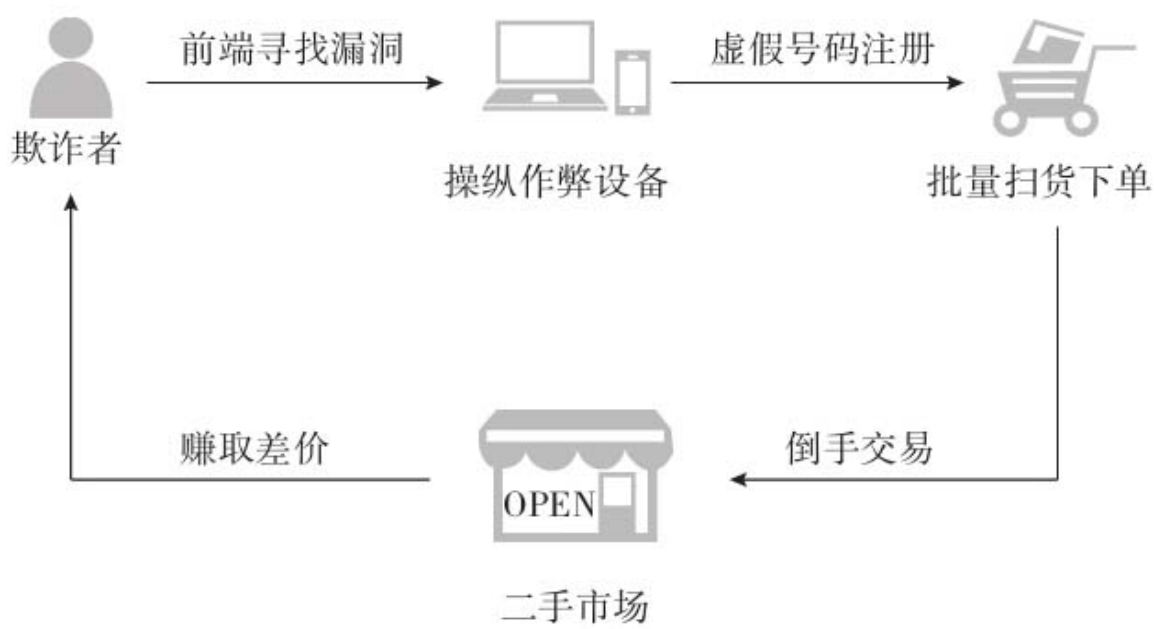 前端寻找漏洞
虚假号码注册
欺诈者
操纵作弊设备
批量扫货下单
赚取差价
倒手交易
OPEN
二手市场